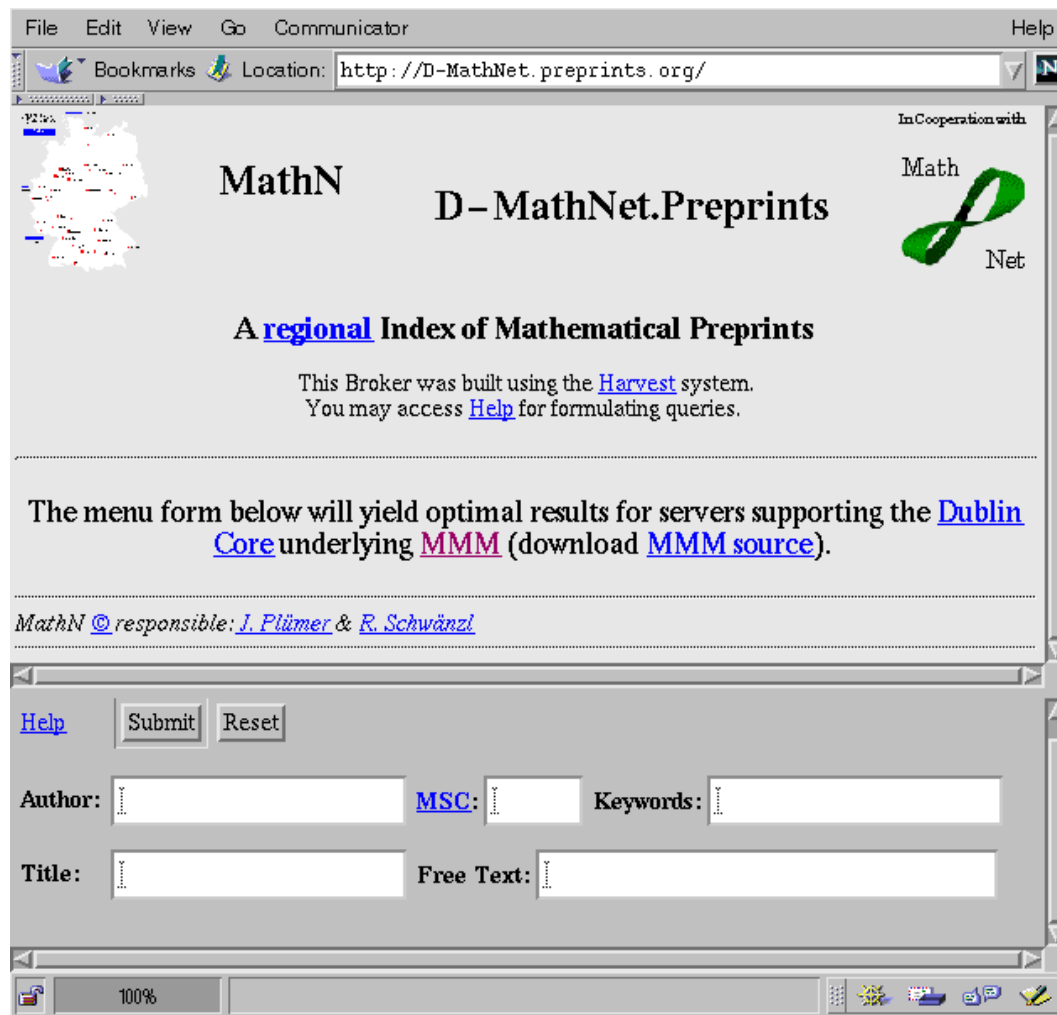 File Edit View Go Communicator Help
Bookmarks Location: http://D-MathNet.preprints.org/ N
In Cooperation with
MathN
D-MathNet.Preprints
Math
Net
A regional Index of Mathematical Preprints
This Broker was built using the Harvest system.
You may access Help for formulating queries.
The menu form below will yield optimal results for servers supporting the Dublin
Core underlying MMM (download MMM source).
MathN © responsible: J. Plümer & R. Schwänzl
Help Submit Reset
Author: MSC: Keywords:
Title: Free Text:
100%